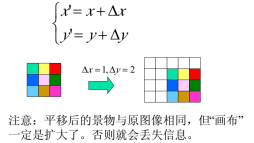 x' = x + Δx
y' = y + Δy
Δx = 1, Δy = 2
注意：平移后的景物与原图像相同，但“画布”
一定是扩大了。否则就会丢失信息。